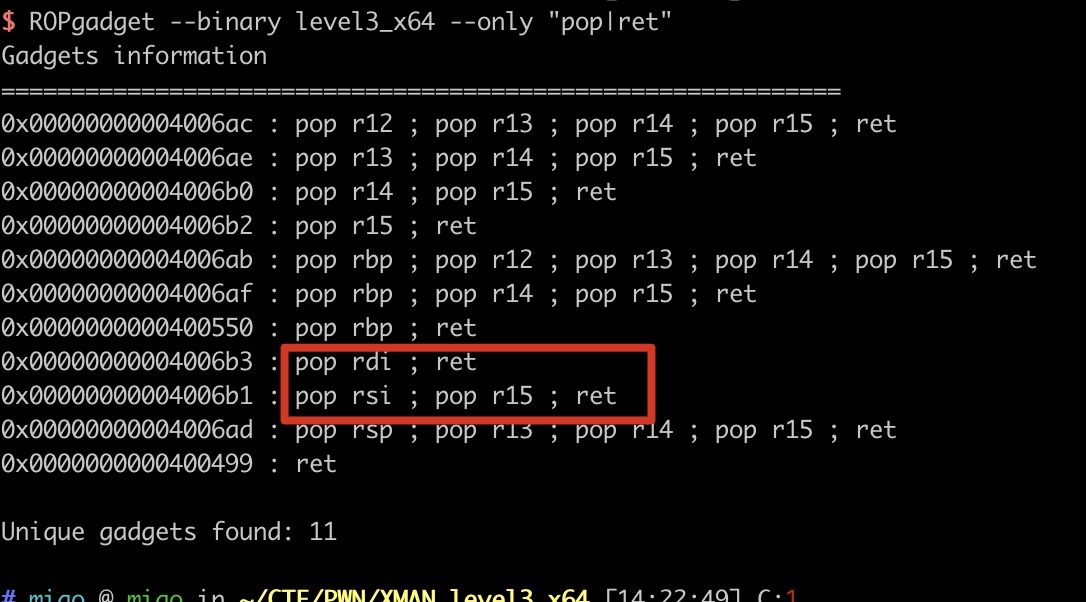 $ ROPgadget --binary level3_x64 --only "pop|ret"
Gadgets information
============================================================
0x00000000004006ac : pop r12 ; pop r13 ; pop r14 ; pop r15 ; ret
0x00000000004006ae : pop r13 ; pop r14 ; pop r15 ; ret
0x00000000004006b0 : pop r14 ; pop r15 ; ret
0x00000000004006b2 : pop r15 ; ret
0x00000000004006ab : pop rbp ; pop r12 ; pop r13 ; pop r14 ; pop r15 ; ret
0x00000000004006af : pop rbp ; pop r14 ; pop r15 ; ret
0x0000000000400550 : pop rbp ; ret
0x00000000004006b3 : pop rdi ; ret
0x00000000004006b1 : pop rsi ; pop r15 ; ret
0x00000000004006ad : pop rsp ; pop r13 ; pop r14 ; pop r15 ; ret
0x0000000000400499 : ret
Unique gadgets found: 11
# migo @ migo in ~/CTF/PWN/XMAN level3_x64 [14:22:49] C:1